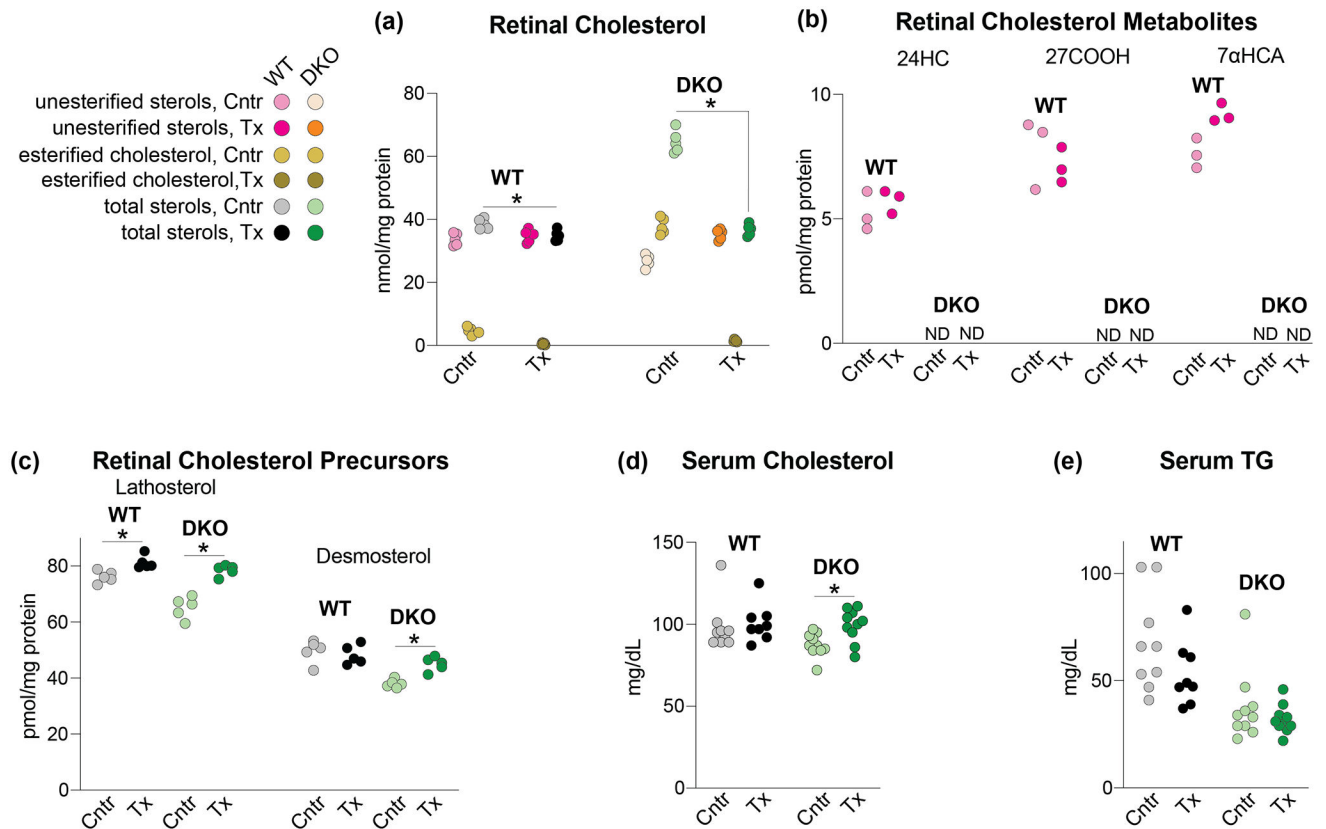 WT DKO
unesterified sterols, Cntr
unesterified sterols, Tx
esterified cholesterol, Cntr
esterified cholesterol,Tx
total sterols, Cntr
total sterols, Tx
(a) Retinal Cholesterol
nmol/mg protein
80
60
40
20
0
WT
*
DKO
*
Cntr Tx Cntr Tx
(b) Retinal Cholesterol Metabolites
24HC 27COOH 7αHCA
pmol/mg protein
10
5
0
WT WT WT
DKO DKO DKO
ND ND ND ND ND ND
Cntr Tx Cntr Tx Cntr Tx Cntr Tx Cntr Tx Cntr Tx
(c) Retinal Cholesterol Precursors
Lathosterol
Desmosterol
pmol/mg protein
80
60
40
20
0
WT
*
DKO
*
WT
DKO
*
Cntr Tx Cntr Tx Cntr Tx Cntr Tx
(d) Serum Cholesterol
mg/dL
150
100
50
0
WT
DKO
*
Cntr Tx Cntr Tx
(e) Serum TG
mg/dL
100
50
0
WT
DKO
Cntr Tx Cntr Tx